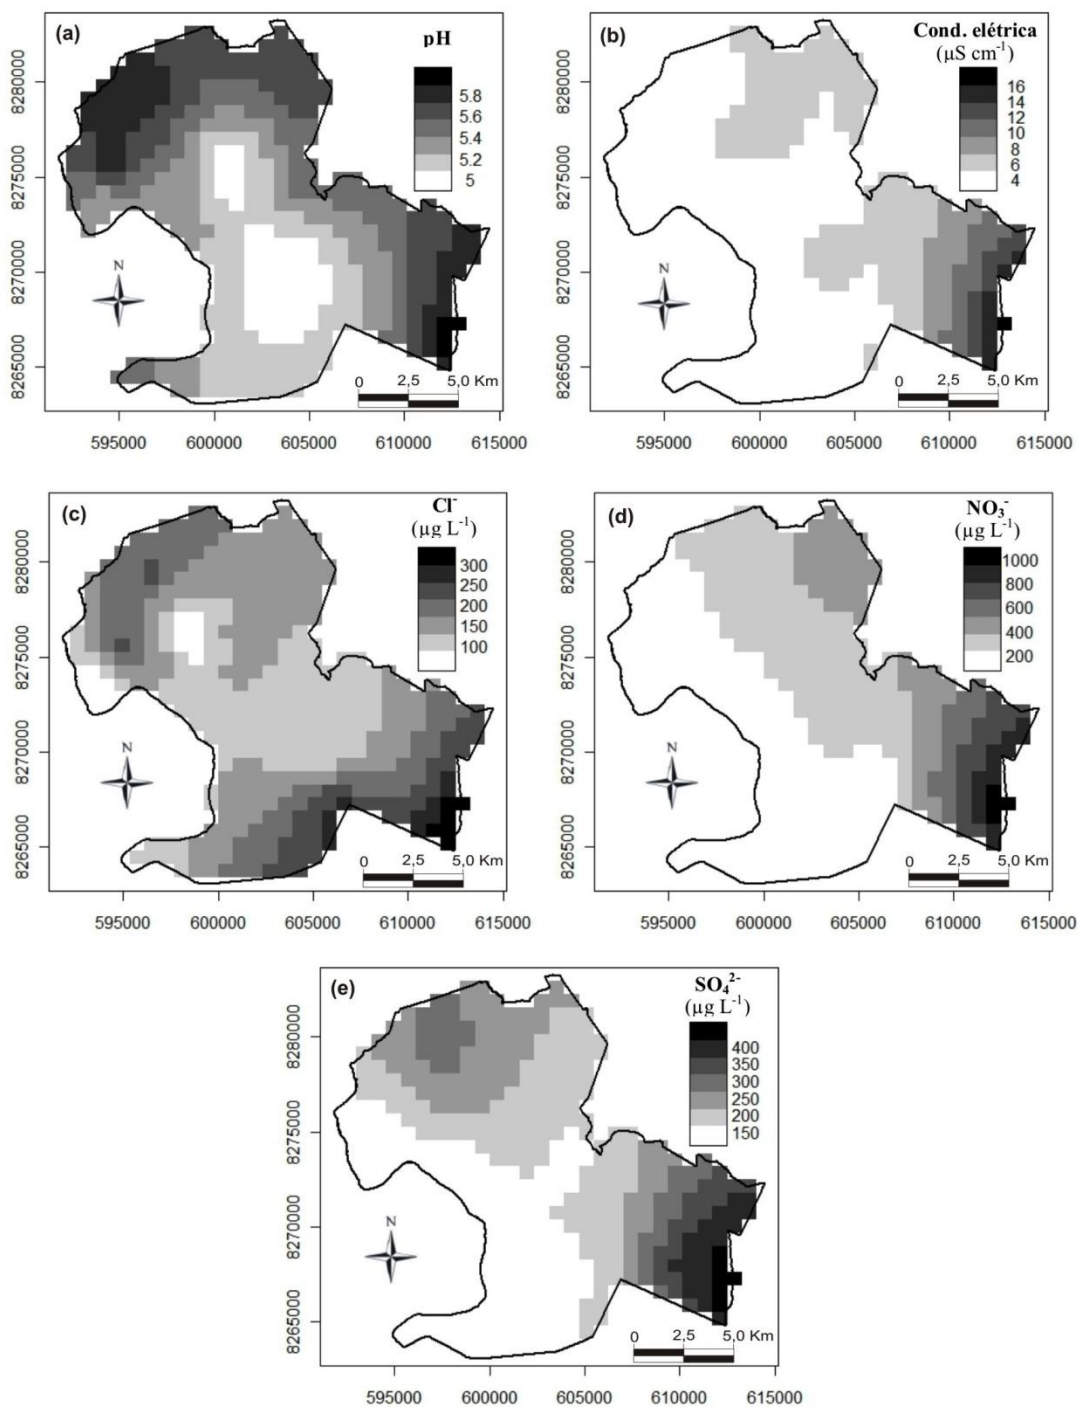 (a)
pH
5.8
5.6
5.4
5.2
5
8280000
8275000
8270000
8265000
N
0 2,5 5,0 Km
595000 600000 605000 610000 615000
(b)
Cond. elétrica
(µS cm⁻¹)
16
14
12
10
8
6
4
8280000
8275000
8270000
8265000
N
0 2,5 5,0 Km
595000 600000 605000 610000 615000
(c)
Cl⁻
(µg L⁻¹)
300
250
200
150
100
8280000
8275000
8270000
8265000
N
0 2,5 5,0 Km
595000 600000 605000 610000 615000
(d)
NO₃⁻
(µg L⁻¹)
1000
800
600
400
200
8280000
8275000
8270000
8265000
N
0 2,5 5,0 Km
595000 600000 605000 610000 615000
(e)
SO₄²⁻
(µg L⁻¹)
400
350
300
250
200
150
8280000
8275000
8270000
8265000
N
0 2,5 5,0 Km
595000 600000 605000 610000 615000